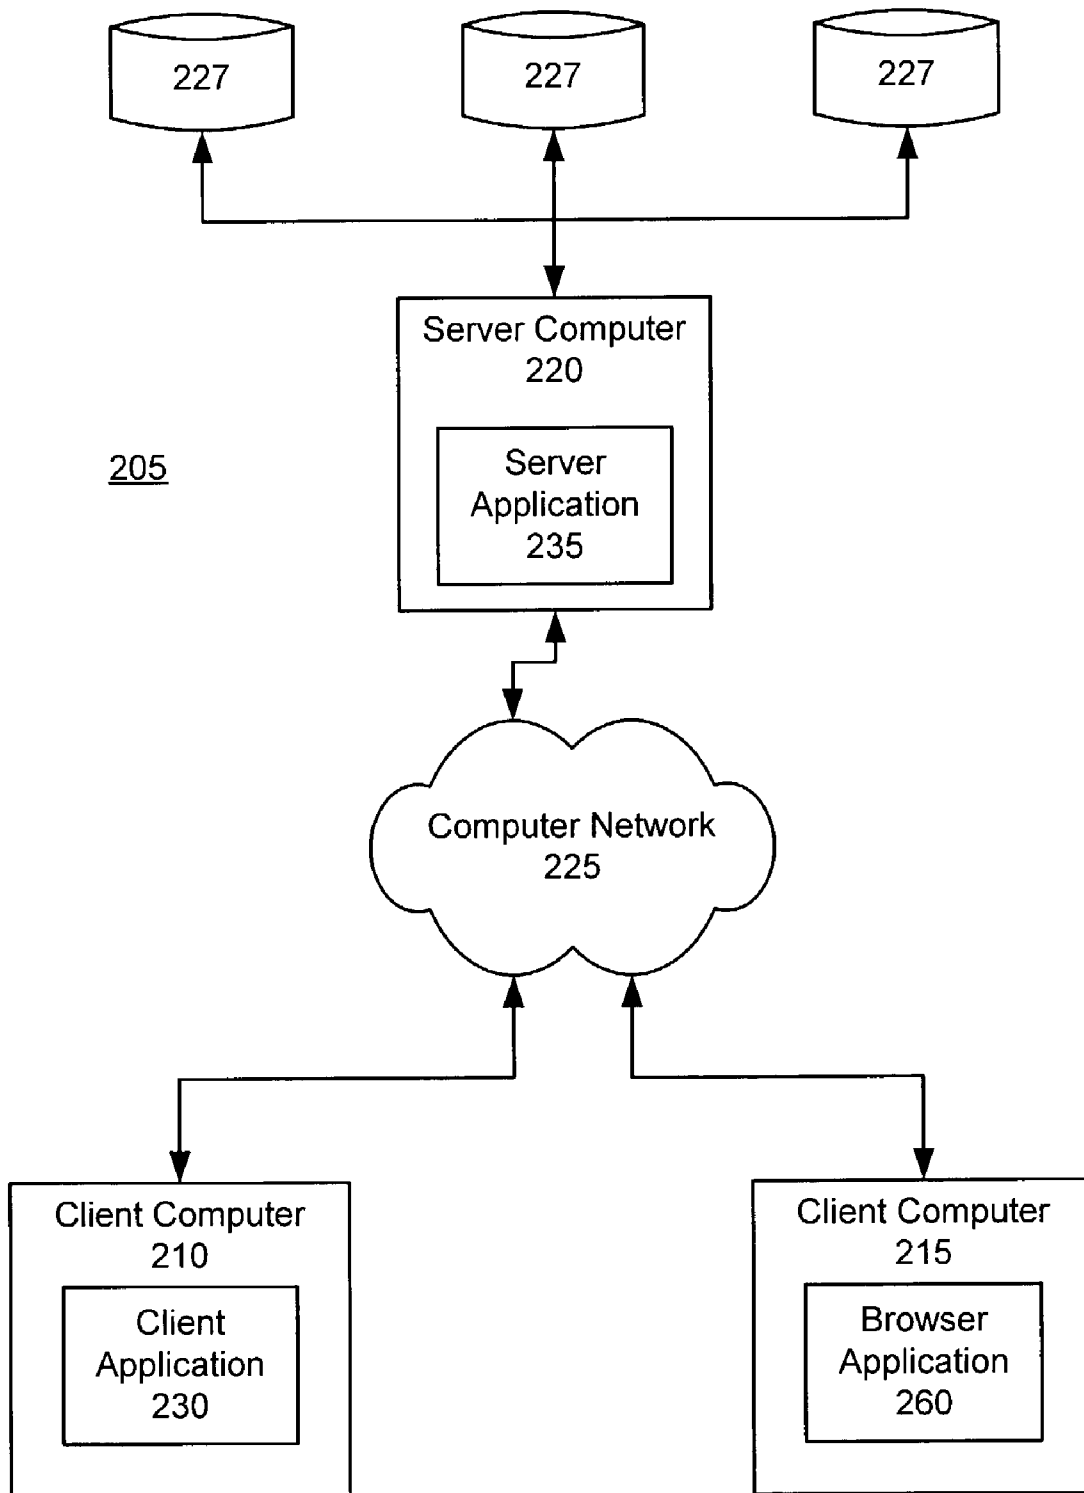 227
227
227
Server Computer
220
205
Server
Application
235
Computer Network
225
Client Computer
210
Client
Application
230
Client Computer
215
Browser
Application
260